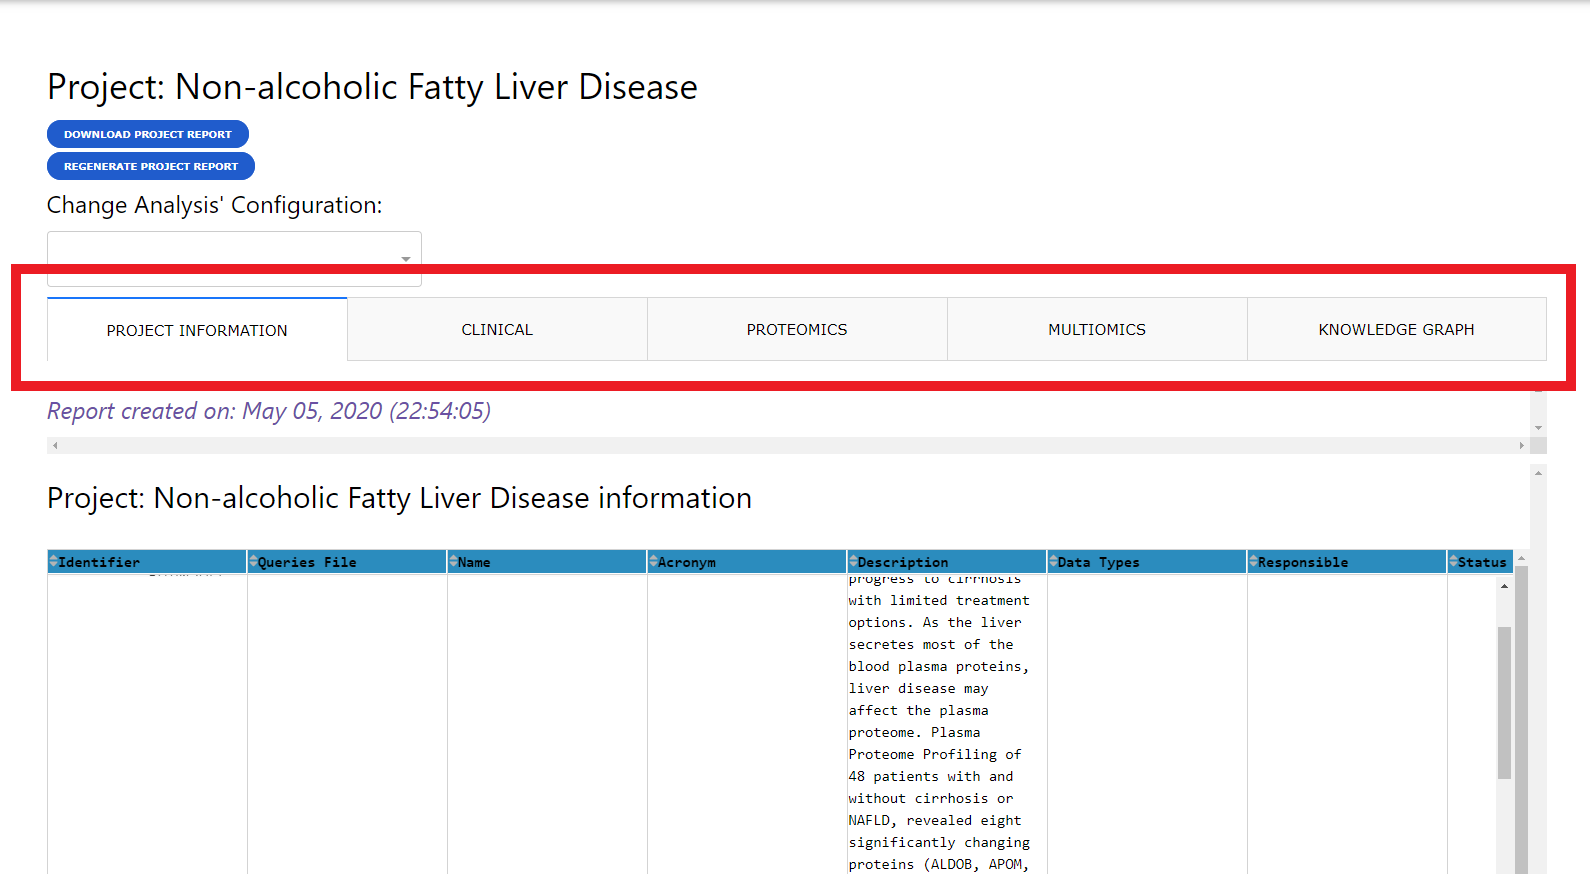 Project: Non-alcoholic Fatty Liver Disease
DOWNLOAD PROJECT REPORT
REGENERATE PROJECT REPORT
Change Analysis' Configuration:
PROJECT INFORMATION CLINICAL PROTEOMICS MULTIOMICS KNOWLEDGE GRAPH
Report created on: May 05, 2020 (22:54:05)
Project: Non-alcoholic Fatty Liver Disease information
Identifier Queries File Name Acronym Description Data Types Responsible Status
progress to cirrhosis
with limited treatment
options. As the liver
secretes most of the
blood plasma proteins,
liver disease may
affect the plasma
proteome. Plasma
Proteome Profiling of
48 patients with and
without cirrhosis or
NAFLD, revealed eight
significantly changing
proteins (ALDOB, APOM,